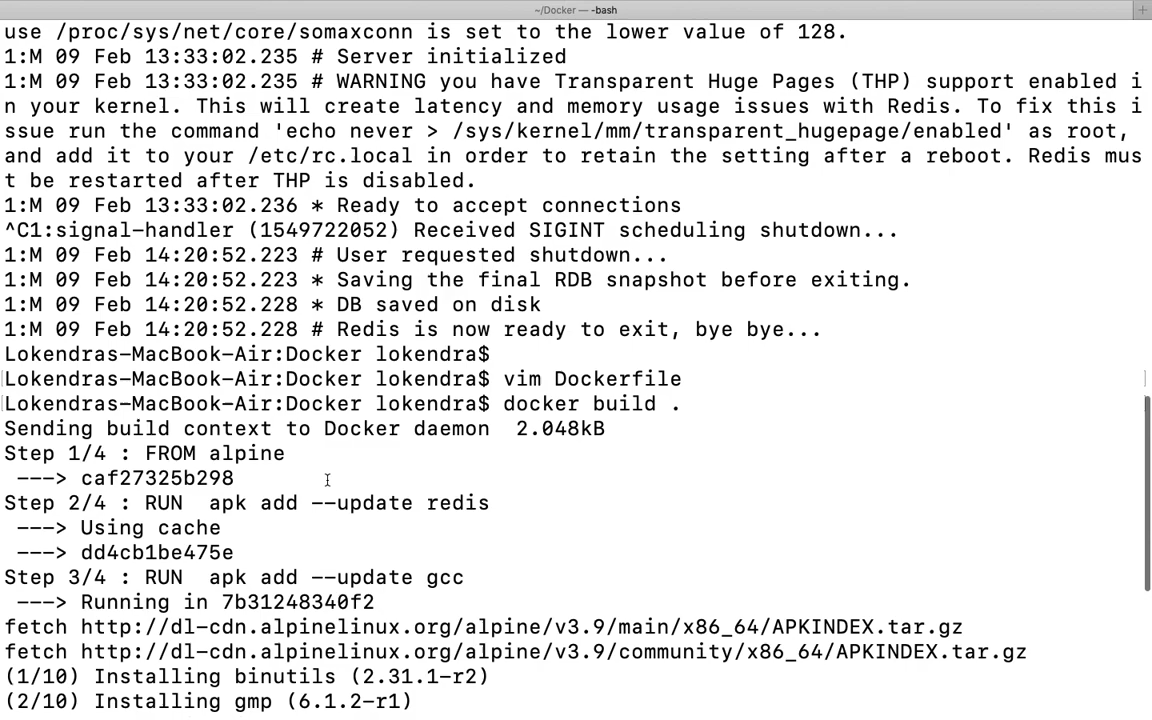 ~/Docker — -bash
use /proc/sys/net/core/somaxconn is set to the lower value of 128.
1:M 09 Feb 13:33:02.235 # Server initialized
1:M 09 Feb 13:33:02.235 # WARNING you have Transparent Huge Pages (THP) support enabled i
n your kernel. This will create latency and memory usage issues with Redis. To fix this i
ssue run the command 'echo never > /sys/kernel/mm/transparent_hugepage/enabled' as root,
and add it to your /etc/rc.local in order to retain the setting after a reboot. Redis mus
t be restarted after THP is disabled.
1:M 09 Feb 13:33:02.236 * Ready to accept connections
^C1:signal-handler (1549722052) Received SIGINT scheduling shutdown...
1:M 09 Feb 14:20:52.223 # User requested shutdown...
1:M 09 Feb 14:20:52.223 * Saving the final RDB snapshot before exiting.
1:M 09 Feb 14:20:52.228 * DB saved on disk
1:M 09 Feb 14:20:52.228 # Redis is now ready to exit, bye bye...
Lokendras-MacBook-Air:Docker lokendra$
Lokendras-MacBook-Air:Docker lokendra$ vim Dockerfile
Lokendras-MacBook-Air:Docker lokendra$ docker build .
Sending build context to Docker daemon  2.048kB
Step 1/4 : FROM alpine
 ---> caf27325b298
Step 2/4 : RUN  apk add --update redis
 ---> Using cache
 ---> dd4cb1be475e
Step 3/4 : RUN  apk add --update gcc
 ---> Running in 7b31248340f2
fetch http://dl-cdn.alpinelinux.org/alpine/v3.9/main/x86_64/APKINDEX.tar.gz
fetch http://dl-cdn.alpinelinux.org/alpine/v3.9/community/x86_64/APKINDEX.tar.gz
(1/10) Installing binutils (2.31.1-r2)
(2/10) Installing gmp (6.1.2-r1)